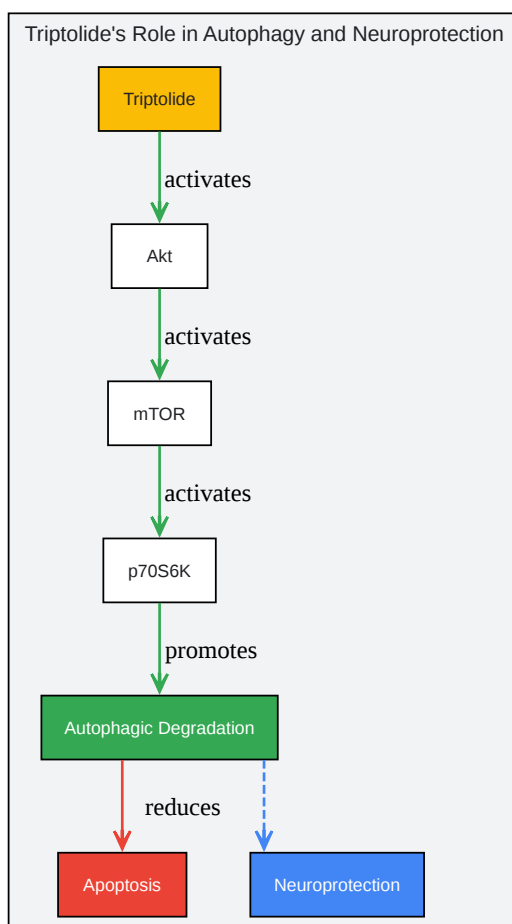 Triptolide's Role in Autophagy and Neuroprotection
Triptolide
activates
Akt
activates
mTOR
activates
p70S6K
promotes
Autophagic Degradation
reduces
Apoptosis
Neuroprotection